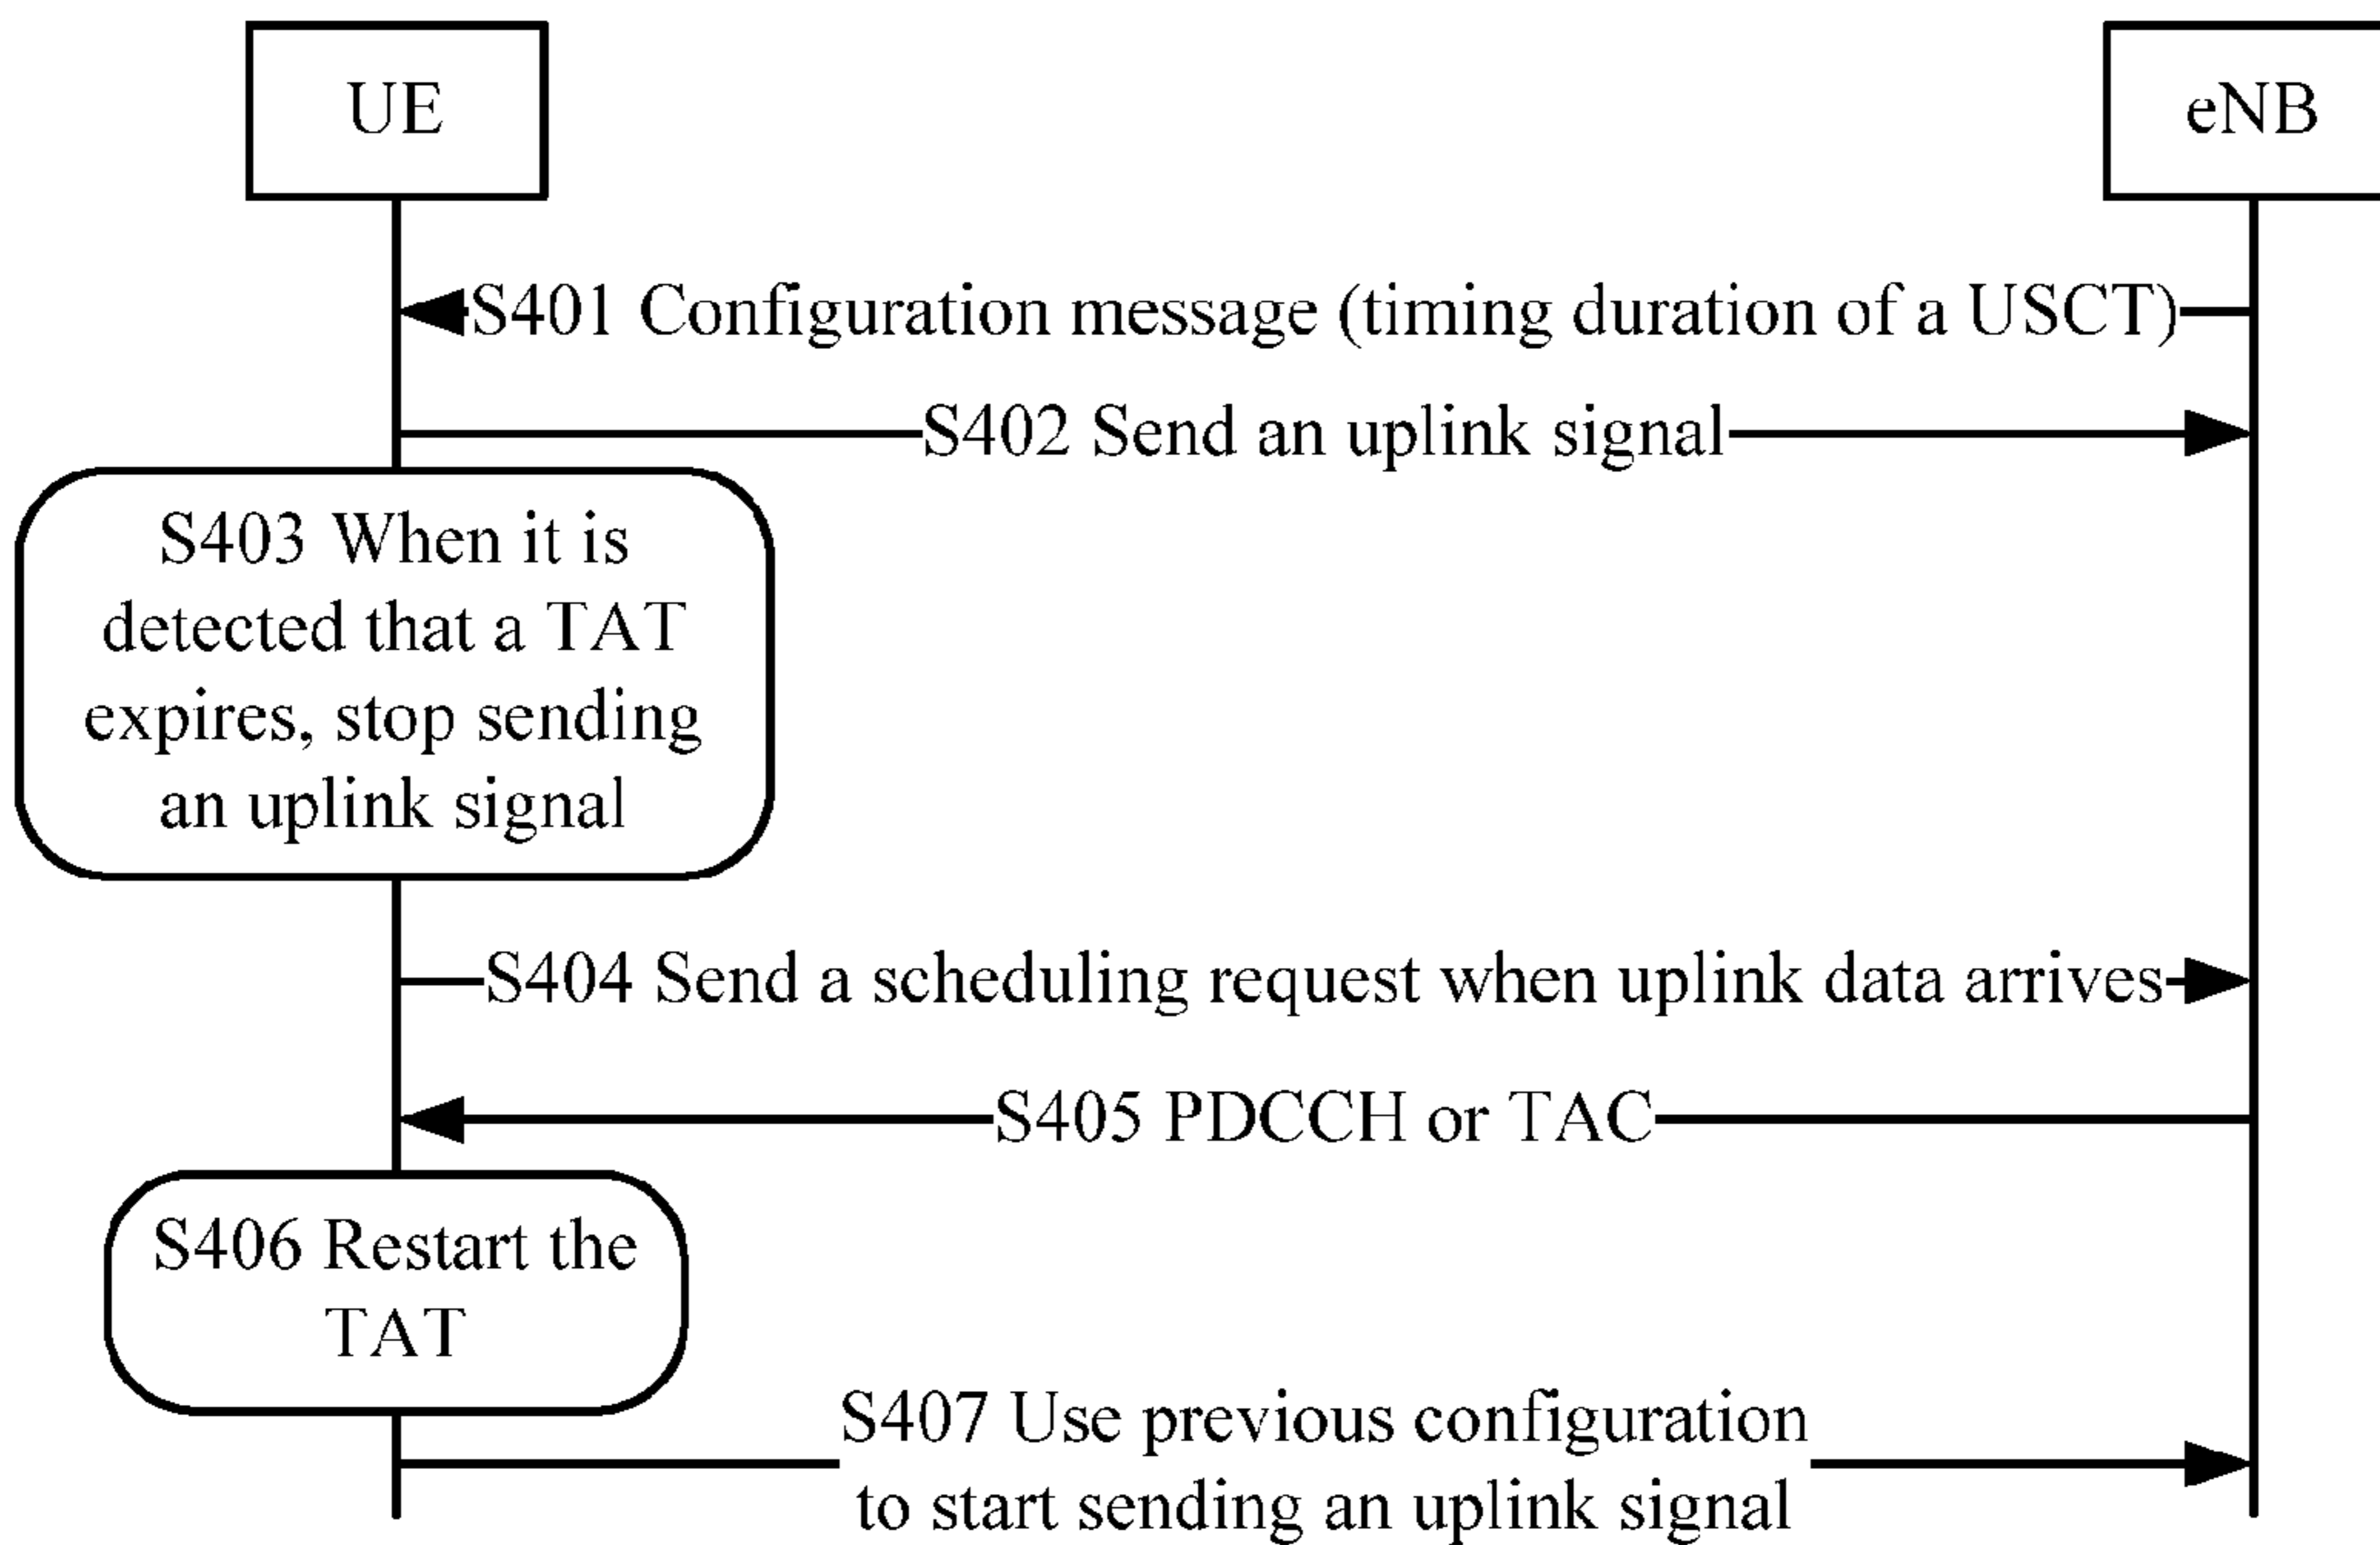 UE
eNB
S401 Configuration message (timing duration of a USCT)
S402 Send an uplink signal
S403 When it is
detected that a TAT
expires, stop sending
an uplink signal
S404 Send a scheduling request when uplink data arrives
S405 PDCCH or TAC
S406 Restart the
TAT
S407 Use previous configuration
to start sending an uplink signal